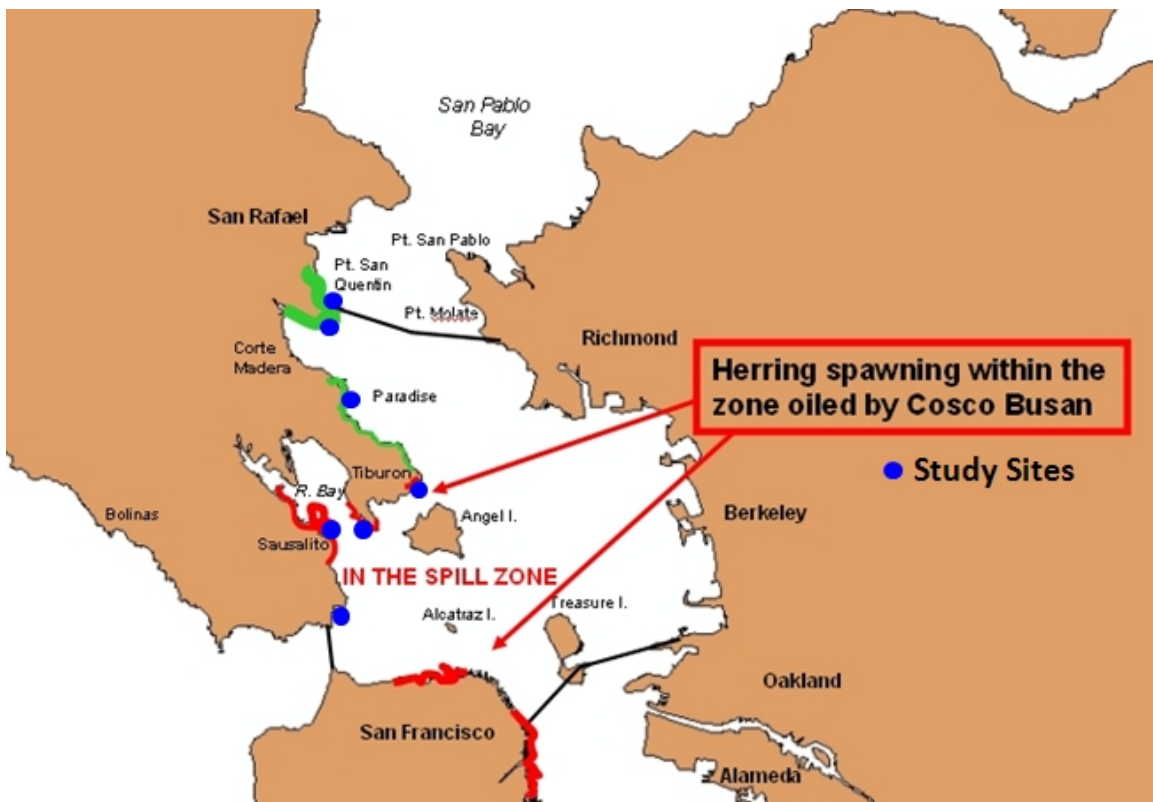 San Pablo
Bay
San Rafael
Pt. San Pablo
Pt. San
Quentin
Pt. Molate
Richmond
Corte
Madera
Paradise
Herring spawning within the
zone oiled by Cosco Busan
Tiburon
Study Sites
R. Bay
Angel I.
Bolinas
Berkeley
Sausalito
IN THE SPILL ZONE
Alcatraz I.
Treasure I.
Oakland
San Francisco
Alameda